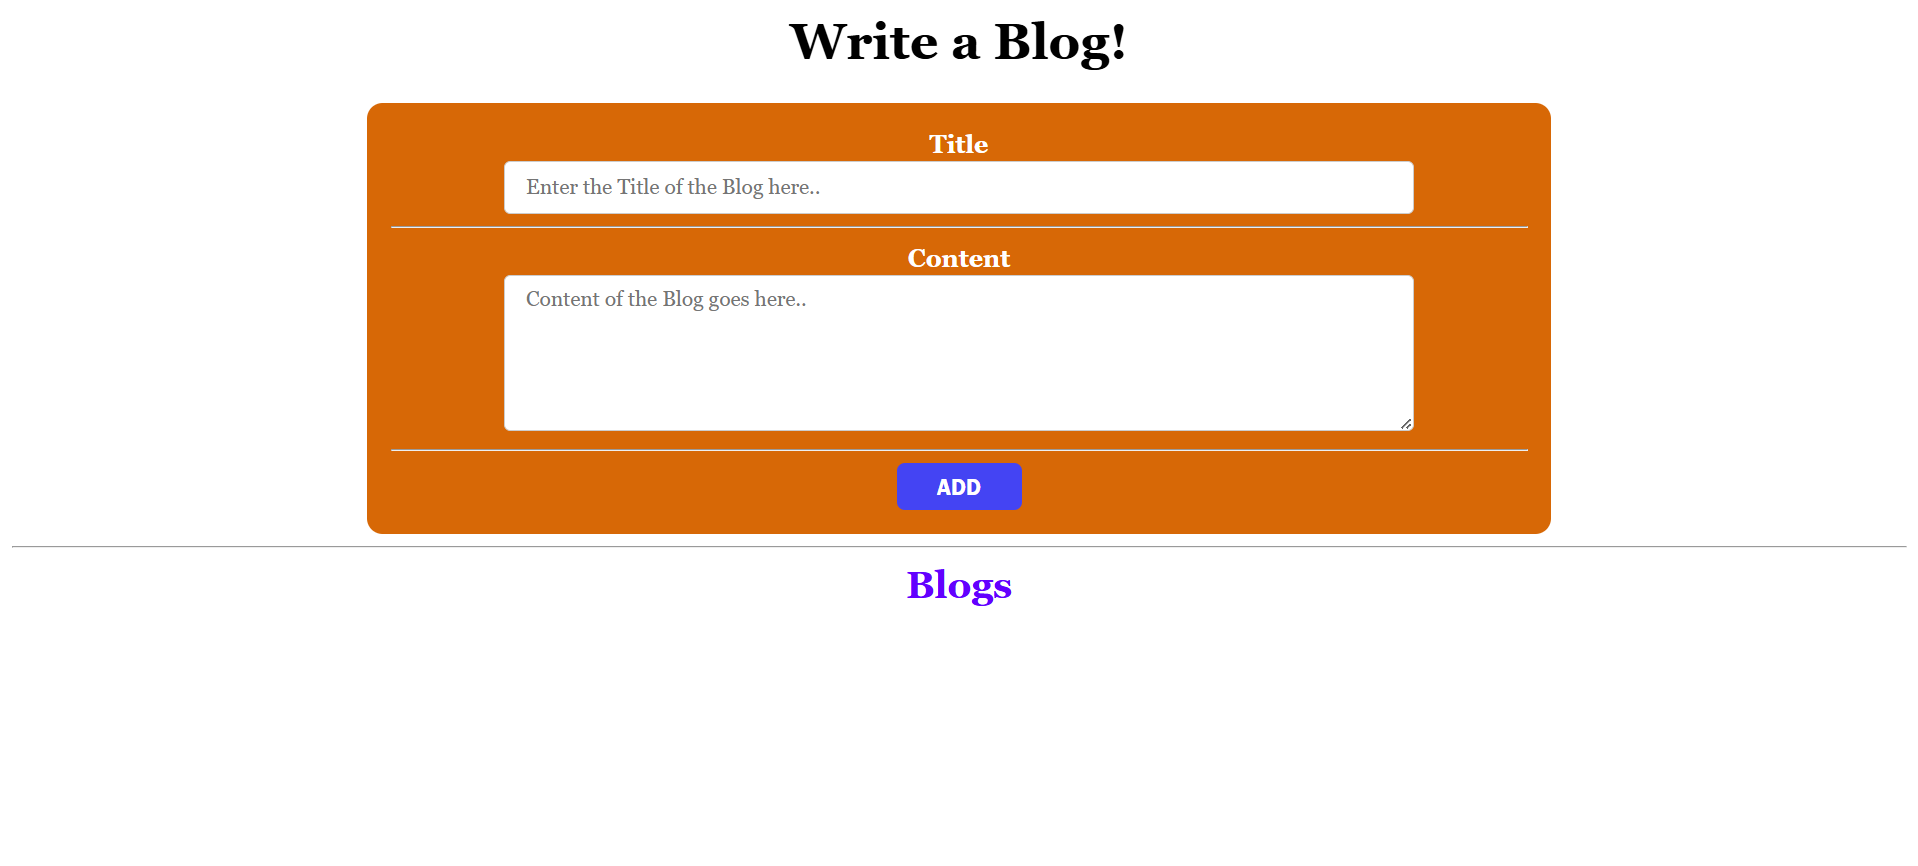 Write a Blog!
Title
Enter the Title of the Blog here..
Content
Content of the Blog goes here..
ADD
Blogs